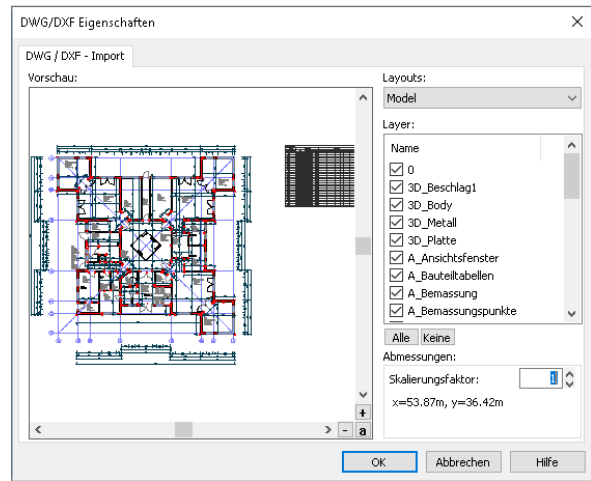 DWG/DXF Eigenschaften
DWG / DXF - Import
Vorschau:
Layouts:
Model
Layer:
Name
0
3D_Beschlag1
3D_Body
3D_Metall
3D_Platte
A_Ansichtsfenster
A_Bauteiltabellen
A_Bemassung
A_Bemassungspunkte
Alle Keine
Abmessungen:
Skalierungsfaktor: 1
x=53.87m, y=36.42m
+
- a
OK Abbrechen Hilfe